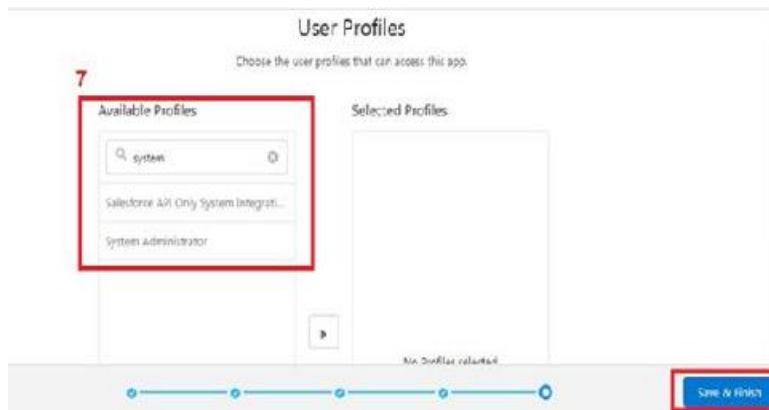 User Profiles
Choose the user profiles that can access this app.
7
Available Profiles
Selected Profiles
system
Salesforce API Only System Integrati...
System Administrator
No Profiles selected
Save & Finish